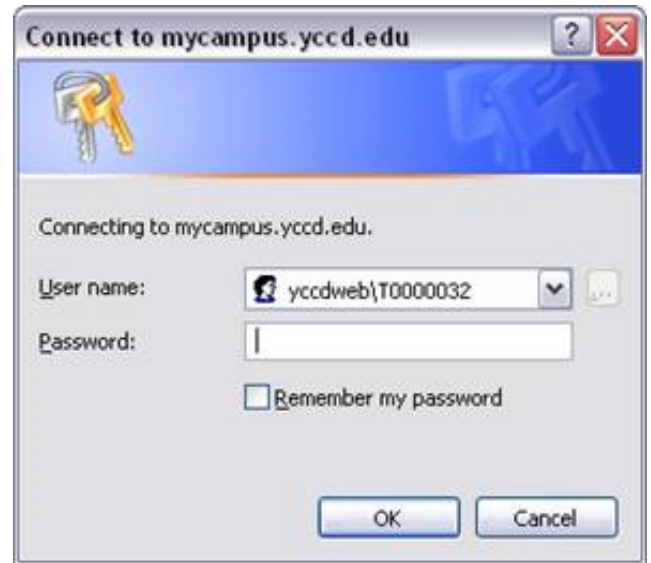 Connect to mycampus.yccd.edu
Connecting to mycampus.yccd.edu.
User name: yccdweb\T0000032
Password:
Remember my password
OK Cancel